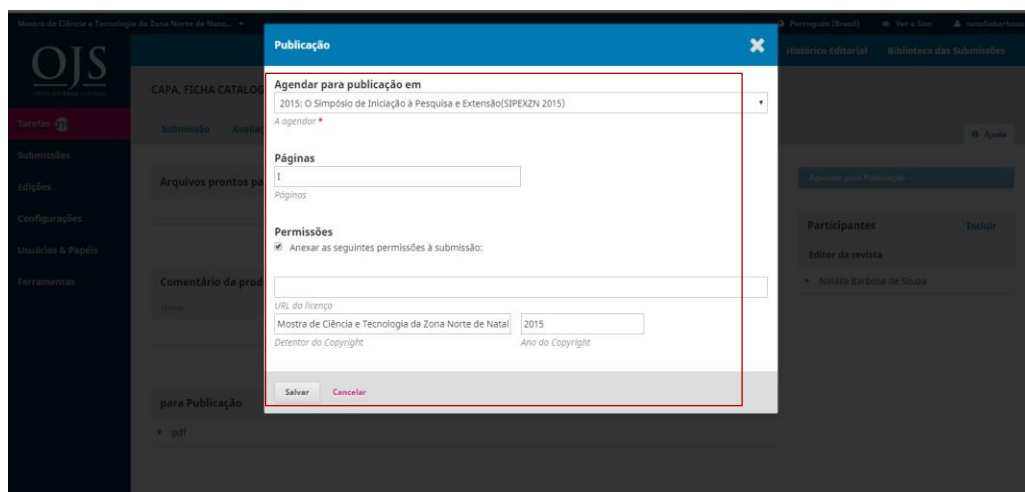 Mostra de Ciência e Tecnologia da Zona Norte de Nata...
Português (Brasil)
Ver o Site
nataliabarbosa
OJS
OPEN JOURNAL SYSTEMS
Histórico Editorial
Biblioteca das Submissões
Publicação
CAPA, FICHA CATALOG
Tarefas
Submissões
Edições
Configurações
Usuários & Papéis
Ferramentas
Submissão
Avaliaç
Ajuda
Arquivos prontos pa
Comentário da prod
Nome
para Publicação
pdf
Agendar para publicação em
2015: O Simpósio de Iniciação à Pesquisa e Extensão(SIPEXZN 2015)
A agendar *
Páginas
I
Páginas
Permissões
Anexar as seguintes permissões à submissão:
URL da licença
Mostra de Ciência e Tecnologia da Zona Norte de Natal
2015
Detentor do Copyright
Ano do Copyright
Salvar
Cancelar
Agendar para Publicação
Participantes
Incluir
Editor da revista
Natália Barbosa de Souza